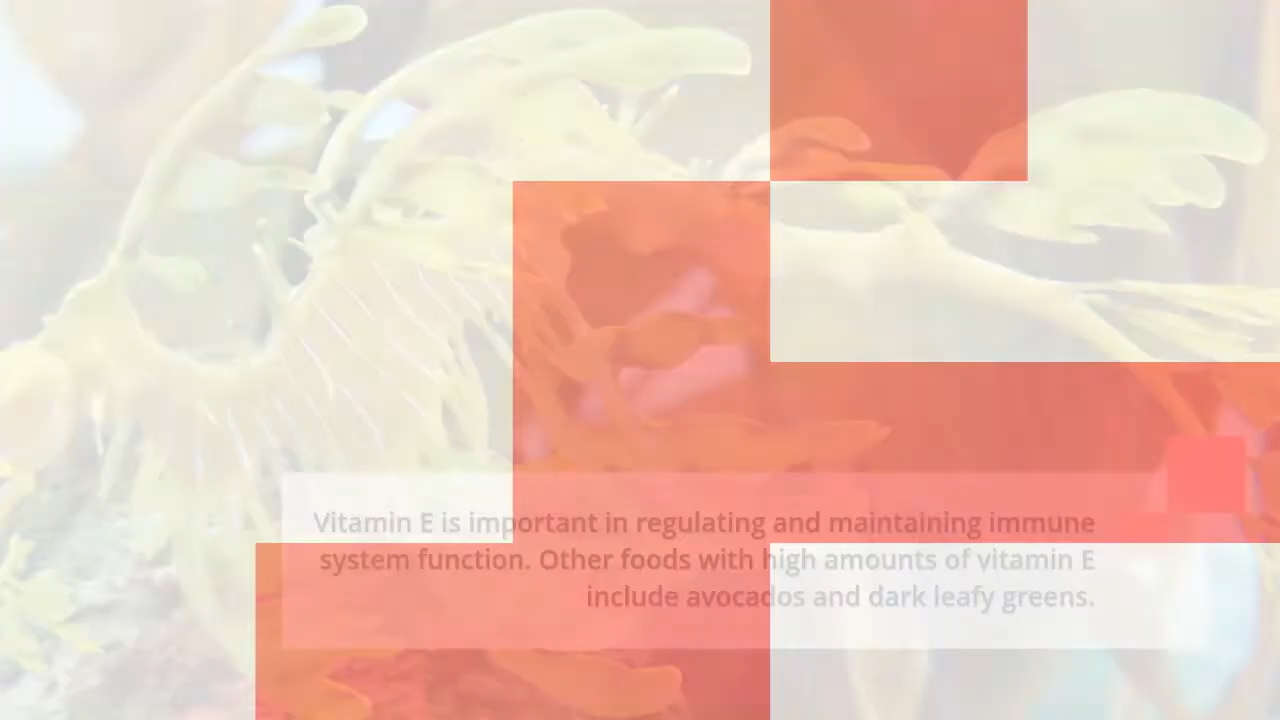 Vitamin E is important in regulating and maintaining immune
system function. Other foods with high amounts of vitamin E
include avocados and dark leafy greens.